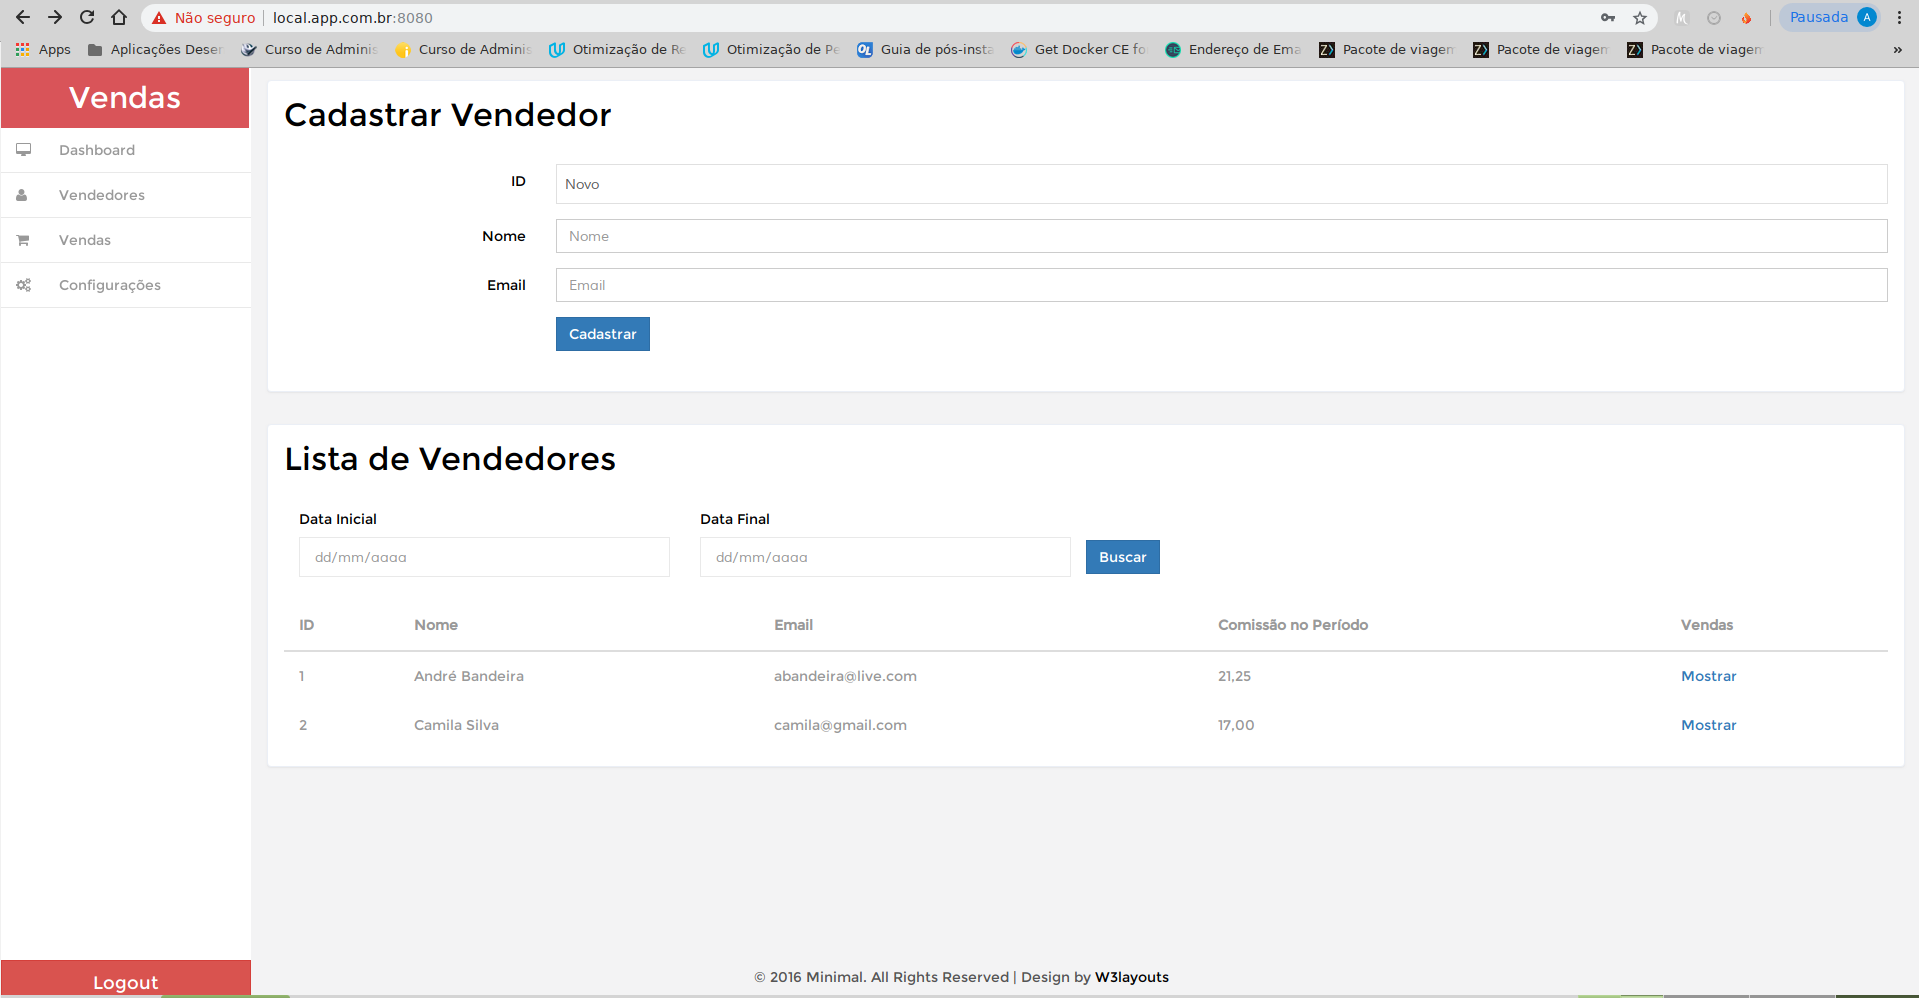 Não seguro local.app.com.br:8080 Pausada A
Apps Aplicações Deser Curso de Adminis Curso de Adminis Otimização de Re Otimização de Pe Guia de pós-insta Get Docker CE fo Endereço de Ema Pacote de viagem Pacote de viagem Pacote de viagem »
Vendas
Dashboard
Vendedores
Vendas
Configurações
Logout
Cadastrar Vendedor
ID Novo
Nome Nome
Email Email
Cadastrar
Lista de Vendedores
Data Inicial Data Final
dd/mm/aaaa dd/mm/aaaa Buscar
ID Nome Email Comissão no Período Vendas
1 André Bandeira abandeira@live.com 21,25 Mostrar
2 Camila Silva camila@gmail.com 17,00 Mostrar
© 2016 Minimal. All Rights Reserved | Design by W3layouts